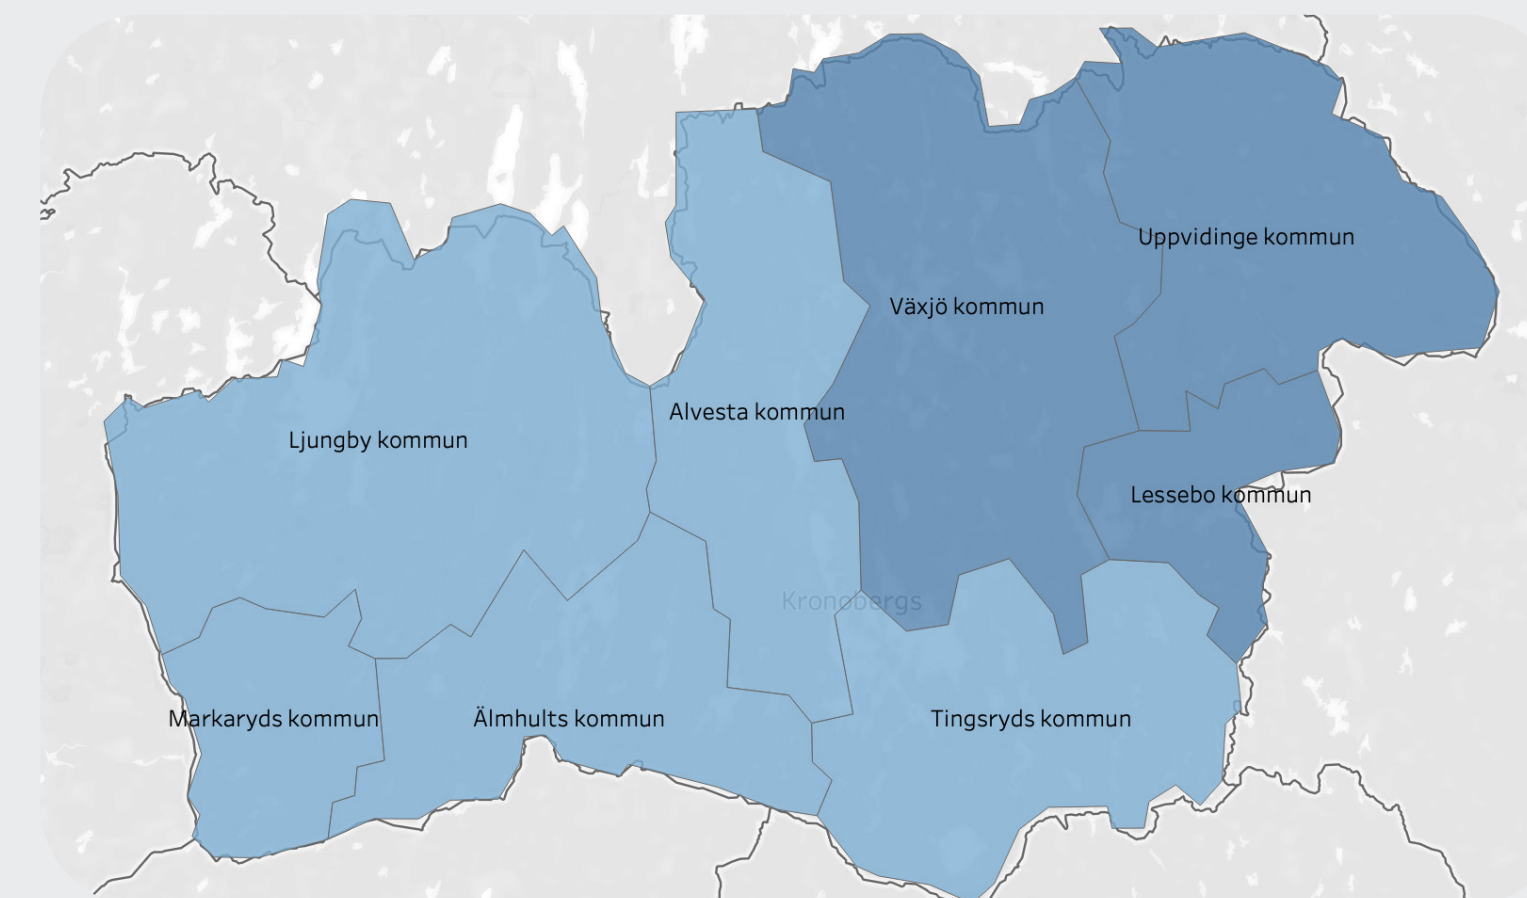 Uppvidinge kommun
Växjö kommun
Alvesta kommun
Ljungby kommun
Lessebo kommun
Kronobergs
Markaryds kommun
Älmhults kommun
Tingsryds kommun